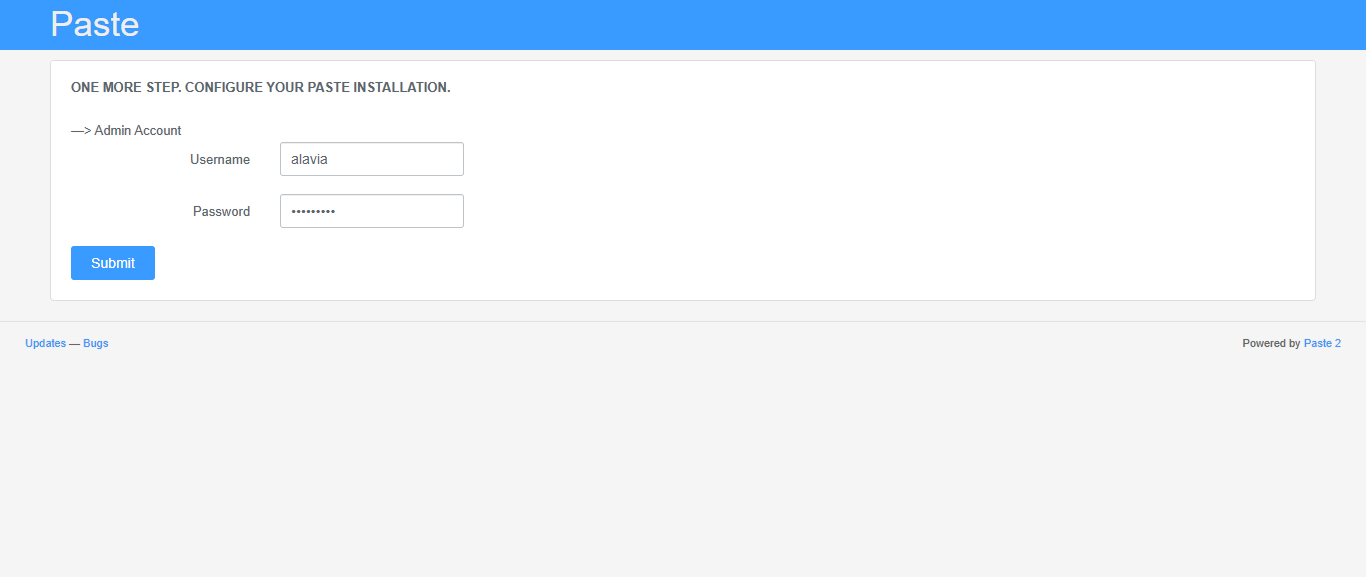 Paste
ONE MORE STEP. CONFIGURE YOUR PASTE INSTALLATION.
—> Admin Account
Username alavia
Password •••••••••
Submit
Updates — Bugs
Powered by Paste 2